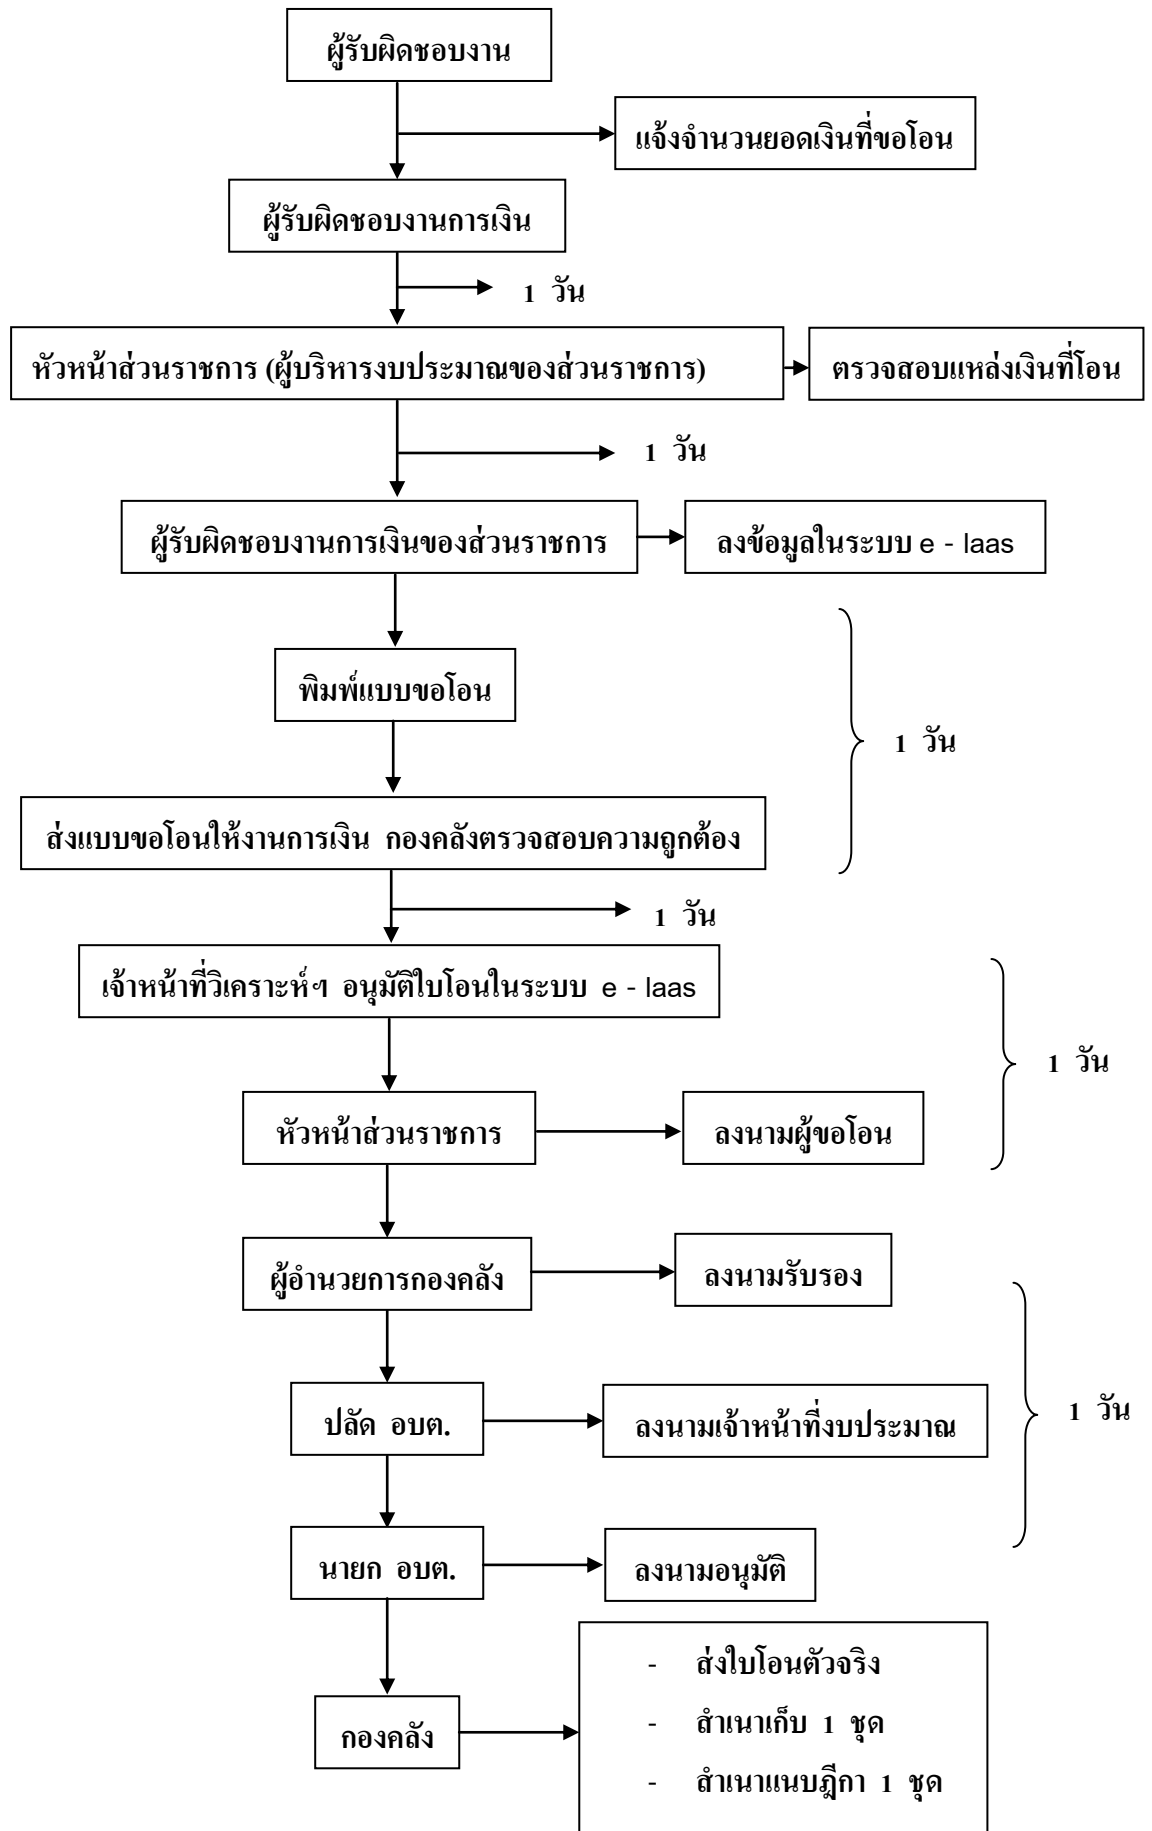 ผู้รับผิดชอบงาน
แจ้งจำนวนยอดเงินที่ขอโอน
ผู้รับผิดชอบงานการเงิน
1 วัน
หัวหน้าส่วนราชการ (ผู้บริหารงบประมาณของส่วนราชการ)
ตรวจสอบแหล่งเงินที่โอน
1 วัน
ผู้รับผิดชอบงานการเงินของส่วนราชการ
ลงข้อมูลในระบบ e - laas
พิมพ์แบบขอโอน
1 วัน
ส่งแบบขอโอนให้งานการเงิน กองคลังตรวจสอบความถูกต้อง
1 วัน
เจ้าหน้าที่วิเคราะห์ฯ อนุมัติใบโอนในระบบ e - laas
1 วัน
หัวหน้าส่วนราชการ
ลงนามผู้ขอโอน
ผู้อำนวยการกองคลัง
ลงนามรับรอง
ปลัด อบต.
ลงนามเจ้าหน้าที่งบประมาณ
1 วัน
นายก อบต.
ลงนามอนุมัติ
กองคลัง
- ส่งใบโอนตัวจริง
- สำเนาเก็บ 1 ชุด
- สำเนาแนบฎีกา 1 ชุด